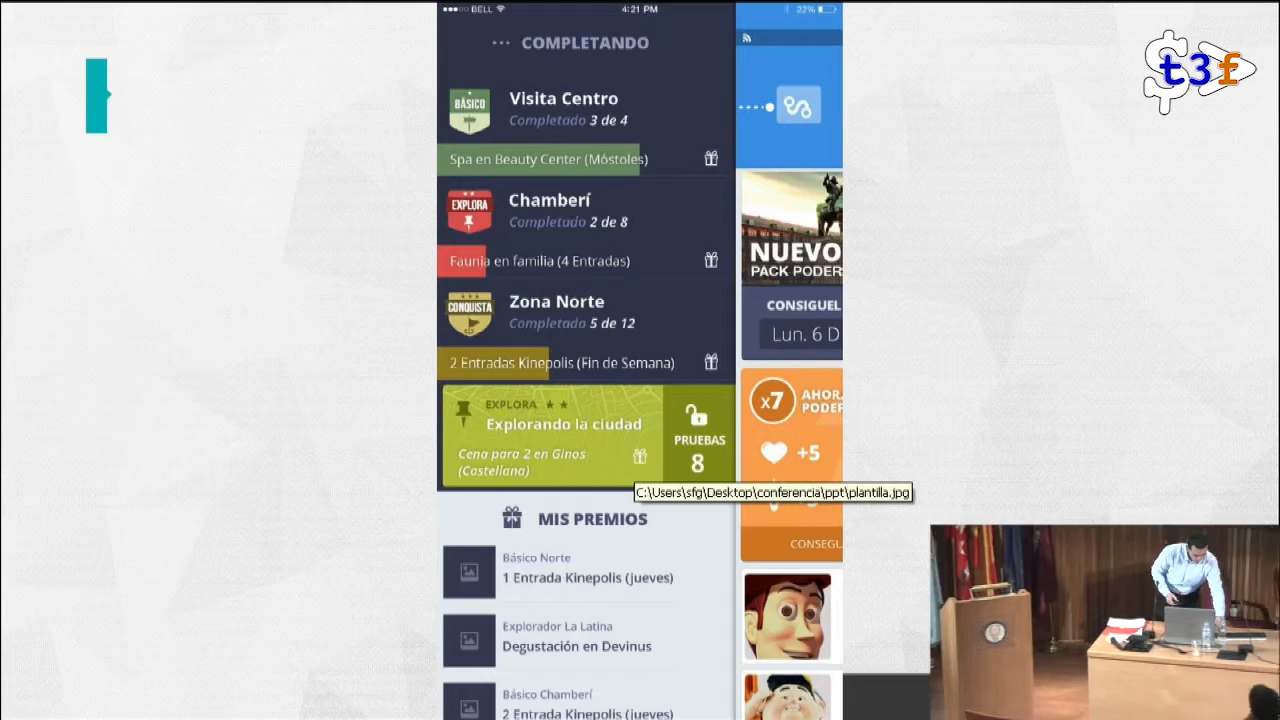 BELL
4:21 PM
22%
t3f
COMPLETANDO
BÁSICO
Visita Centro
Completado 3 de 4
Spa en Beauty Center (Móstoles)
EXPLORA
Chamberí
Completado 2 de 8
Faunia en familia (4 Entradas)
CONQUISTA
Zona Norte
Completado 5 de 12
2 Entradas Kinepolis (Fin de Semana)
EXPLORA
Explorando la ciudad
Cena para 2 en Ginos
(Castellana)
PRUEBAS
8
C:\Users\sfg\Desktop\conferencia\ppt\plantilla.jpg
MIS PREMIOS
Básico Norte
1 Entrada Kinepolis (jueves)
Explorador La Latina
Degustación en Devinus
Básico Chamberí
2 Entrada Kinepolis (jueves)
NUEVO
PACK PODER
CONSIGUEL
Lun. 6 D
x7
AHORA
PODER
+5
CONSEGU